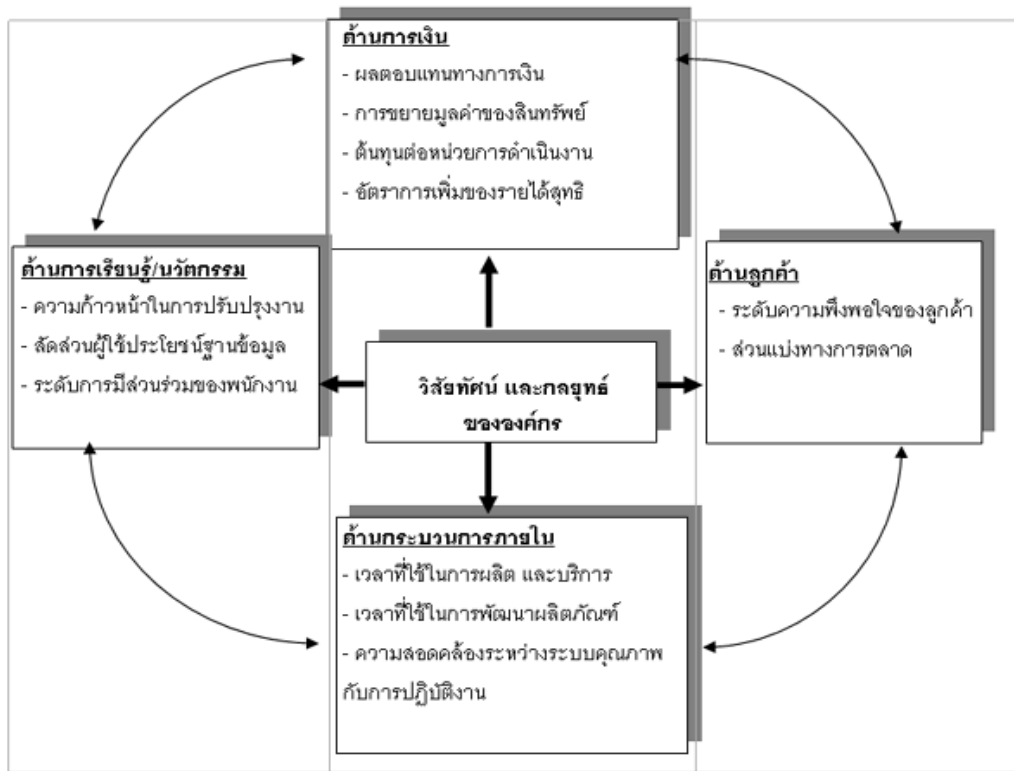 ด้านการเงิน
- ผลตอบแทนทางการเงิน
- การขยายมูลค่าของสินทรัพย์
- ต้นทุนต่อหน่วยการดำเนินงาน
- อัตราการเพิ่มของรายได้สุทธิ
ด้านการเรียนรู้/นวัตกรรม
- ความก้าวหน้าในการปรับปรุงงาน
- ลัดส่วนผู้ใช้ประโยชน์ฐานข้อมูล
- ระดับการมีส่วนร่วมของพนักงาน
วิสัยทัศน์ และกลยุทธ์
ขององค์กร
ด้านลูกค้า
- ระดับความพึงพอใจของลูกค้า
- ส่วนแบ่งทางการตลาด
ด้านกระบวนการภายใน
- เวลาที่ใช้ในการผลิต และบริการ
- เวลาที่ใช้ในการพัฒนาผลิตภัณฑ์
- ความสอดคล้องระหว่างระบบคุณภาพ
กับการปฏิบัติงาน